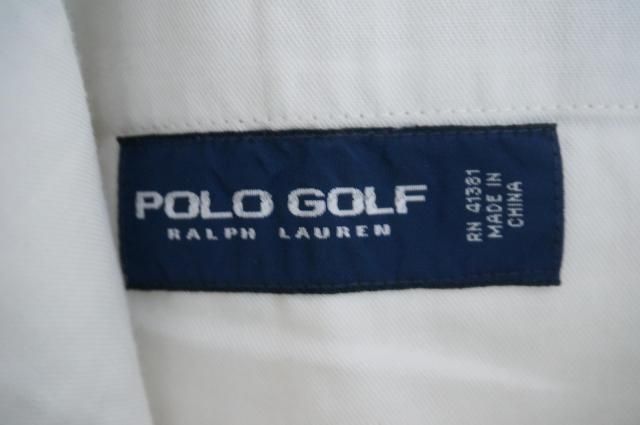 POLO GOLF
RALPH LAUREN
RN 41381
MADE IN
CHINA